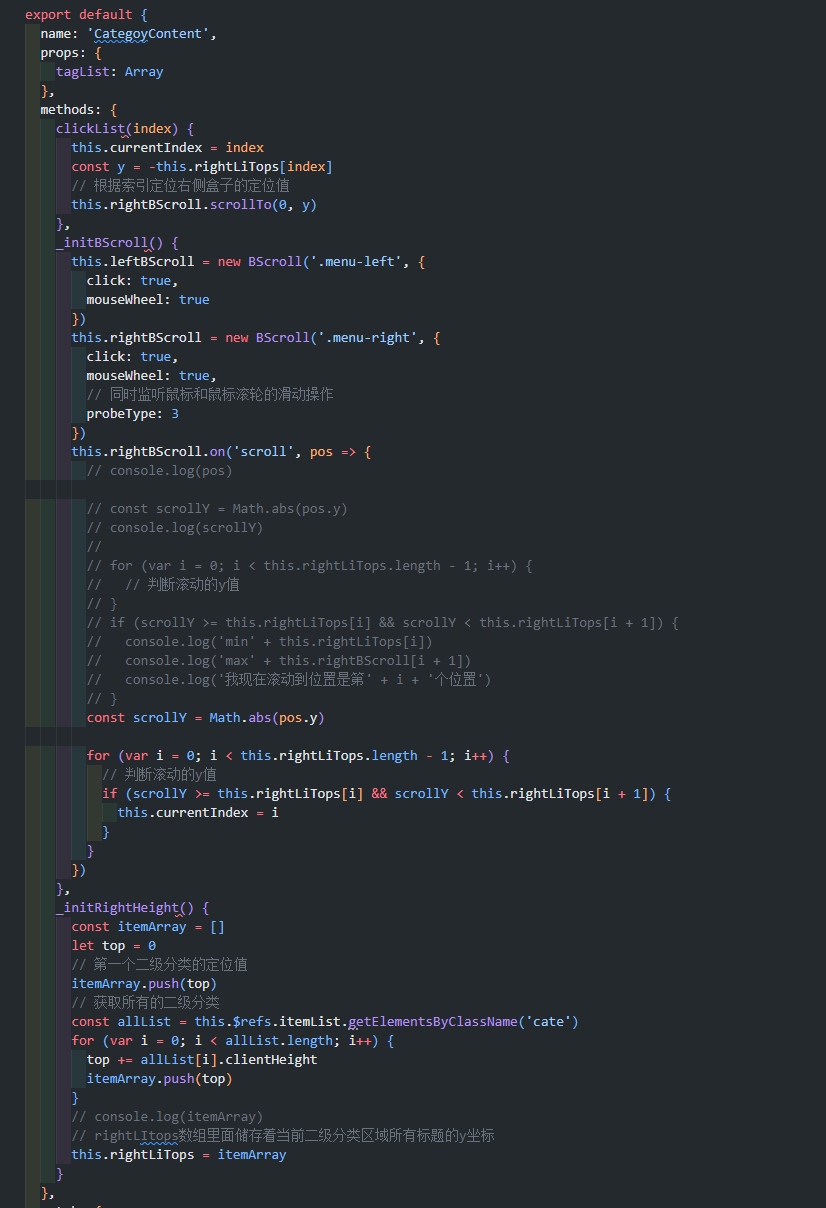 export default {
  name: 'CategoyContent',
  props: {
    tagList: Array
  },
  methods: {
    clickList(index) {
      this.currentIndex = index
      const y = -this.rightLiTops[index]
      // 根据索引定位右侧盒子的定位值
      this.rightBScroll.scrollTo(0, y)
    },
    _initBScroll() {
      this.leftBScroll = new BScroll('.menu-left', {
        click: true,
        mouseWheel: true
      })
      this.rightBScroll = new BScroll('.menu-right', {
        click: true,
        mouseWheel: true,
        // 同时监听鼠标和鼠标滚轮的滑动操作
        probeType: 3
      })
      this.rightBScroll.on('scroll', pos => {
        // console.log(pos)

        // const scrollY = Math.abs(pos.y)
        // console.log(scrollY)
        //
        // for (var i = 0; i < this.rightLiTops.length - 1; i++) {
        //   // 判断滚动的y值
        // }
        // if (scrollY >= this.rightLiTops[i] && scrollY < this.rightLiTops[i + 1]) {
        //   console.log('min' + this.rightLiTops[i])
        //   console.log('max' + this.rightBScroll[i + 1])
        //   console.log('我现在滚动到位置是第' + i + '个位置')
        // }
        const scrollY = Math.abs(pos.y)

        for (var i = 0; i < this.rightLiTops.length - 1; i++) {
          // 判断滚动的y值
          if (scrollY >= this.rightLiTops[i] && scrollY < this.rightLiTops[i + 1]) {
            this.currentIndex = i
          }
        }
      })
    },
    _initRightHeight() {
      const itemArray = []
      let top = 0
      // 第一个二级分类的定位值
      itemArray.push(top)
      // 获取所有的二级分类
      const allList = this.$refs.itemList.getElementsByClassName('cate')
      for (var i = 0; i < allList.length; i++) {
        top += allList[i].clientHeight
        itemArray.push(top)
      }
      // console.log(itemArray)
      // rightLItops数组里面储存着当前二级分类区域所有标题的y坐标
      this.rightLiTops = itemArray
    }
  },